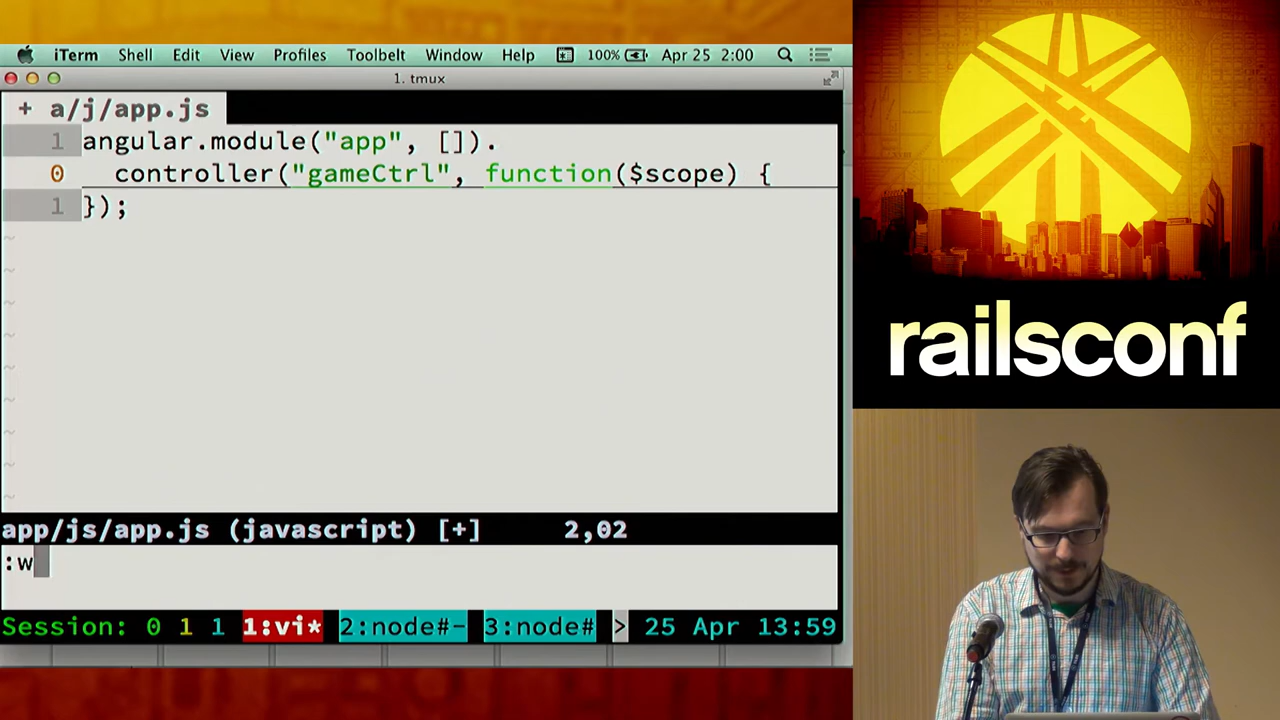 iTerm Shell Edit View Profiles Toolbelt Window Help 100% Apr 25 2:00
1. tmux
+ a/j/app.js
1 angular.module("app", []).
0 controller("gameCtrl", function($scope) {
1 });
~
~
~
~
~
~
~
~
~
app/js/app.js (javascript) [+] 2,02
:w
Session: 0 1 1 1:vi* 2:node#- 3:node# > 25 Apr 13:59
railsconf